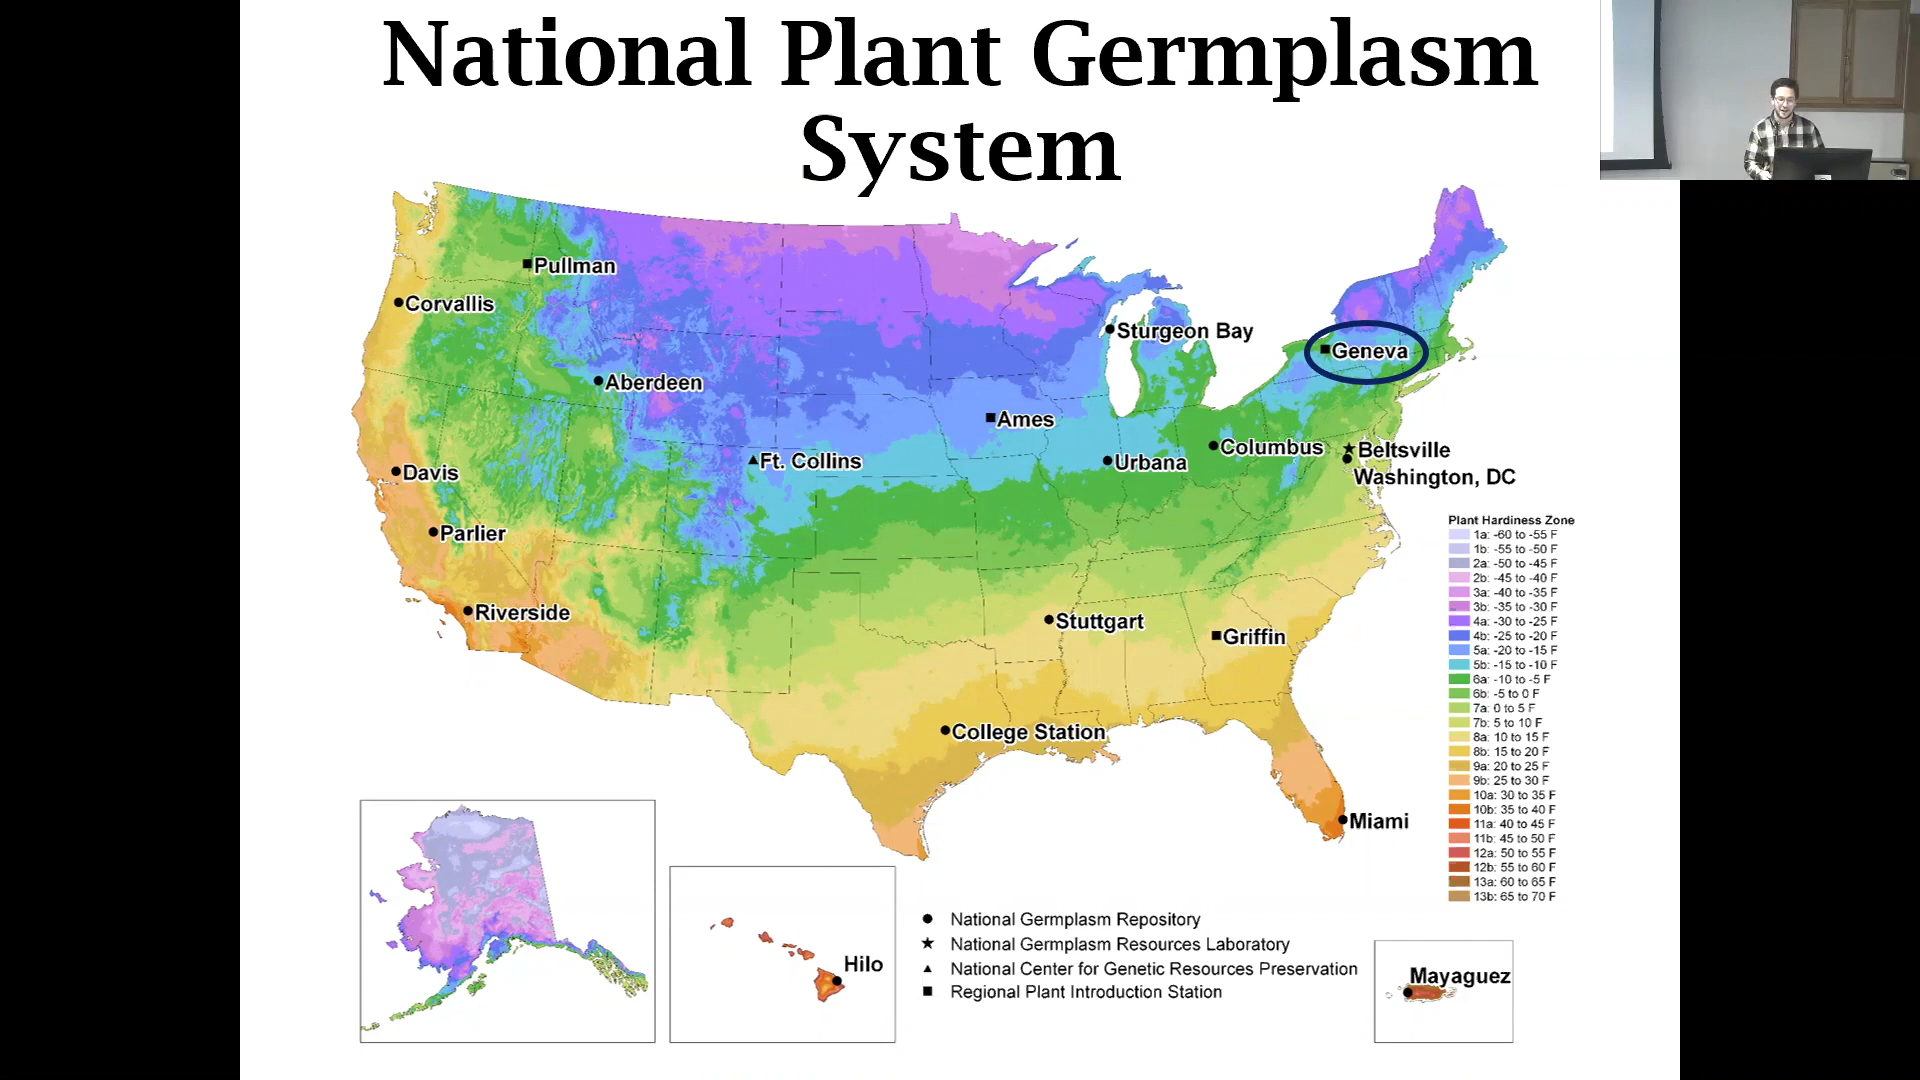 National Plant Germplasm
System
Pullman
Corvallis
Sturgeon Bay
Geneva
Aberdeen
Ames
Columbus
Beltsville
Ft. Collins
Urbana
Davis
Washington, DC
Parlier
Riverside
Stuttgart
Griffin
College Station
Miami
Plant Hardiness Zone
1a: -60 to -55 F
1b: -55 to -50 F
2a: -50 to -45 F
2b: -45 to -40 F
3a: -40 to -35 F
3b: -35 to -30 F
4a: -30 to -25 F
4b: -25 to -20 F
5a: -20 to -15 F
5b: -15 to -10 F
6a: -10 to -5 F
6b: -5 to 0 F
7a: 0 to 5 F
7b: 5 to 10 F
8a: 10 to 15 F
8b: 15 to 20 F
9a: 20 to 25 F
9b: 25 to 30 F
10a: 30 to 35 F
10b: 35 to 40 F
11a: 40 to 45 F
11b: 45 to 50 F
12a: 50 to 55 F
12b: 55 to 60 F
13a: 60 to 65 F
13b: 65 to 70 F
Hilo
National Germplasm Repository
National Germplasm Resources Laboratory
National Center for Genetic Resources Preservation
Regional Plant Introduction Station
Mayaguez